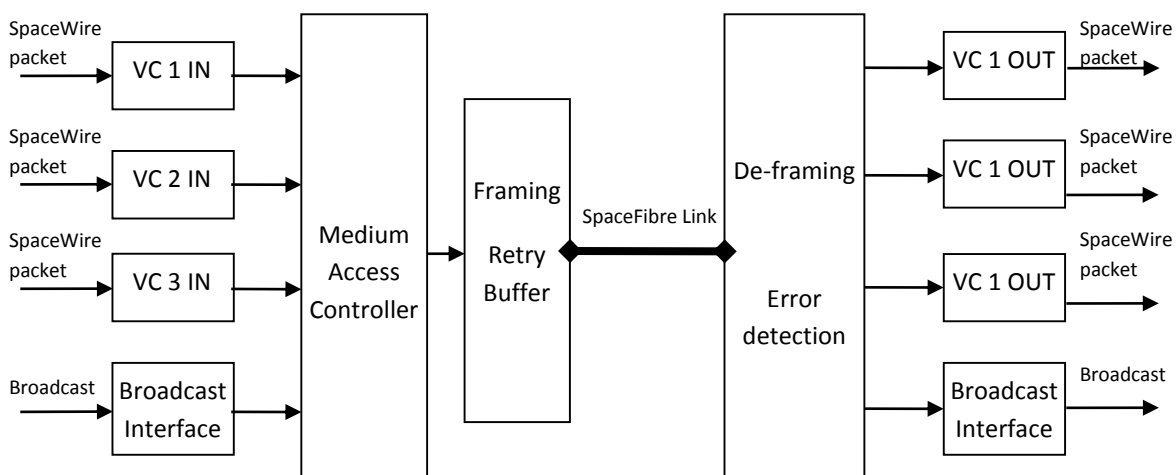 SpaceWire
packet
VC 1 IN
SpaceWire
packet
VC 2 IN
SpaceWire
packet
VC 3 IN
Broadcast
Broadcast
Interface
Medium
Access
Controller
Framing
Retry
Buffer
SpaceFibre Link
De-framing
Error
detection
VC 1 OUT
SpaceWire
packet
VC 1 OUT
SpaceWire
packet
VC 1 OUT
SpaceWire
packet
Broadcast
Interface
Broadcast